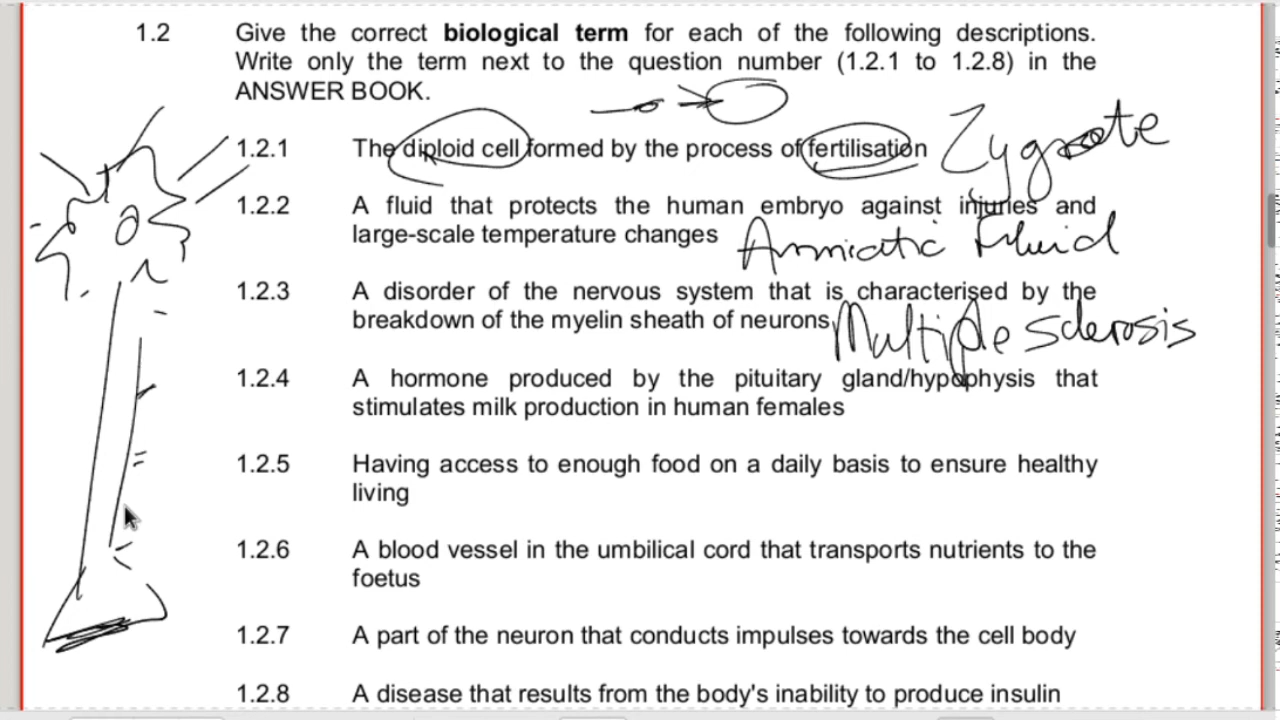 1.2 Give the correct biological term for each of the following descriptions.
Write only the term next to the question number (1.2.1 to 1.2.8) in the
ANSWER BOOK.
1.2.1 The diploid cell formed by the process of fertilisation Zygote
1.2.2 A fluid that protects the human embryo against injuries and
large-scale temperature changes Amniotic Fluid
1.2.3 A disorder of the nervous system that is characterised by the
breakdown of the myelin sheath of neurons Multiple sclerosis
1.2.4 A hormone produced by the pituitary gland/hypophysis that
stimulates milk production in human females
1.2.5 Having access to enough food on a daily basis to ensure healthy
living
1.2.6 A blood vessel in the umbilical cord that transports nutrients to the
foetus
1.2.7 A part of the neuron that conducts impulses towards the cell body
1.2.8 A disease that results from the body's inability to produce insulin